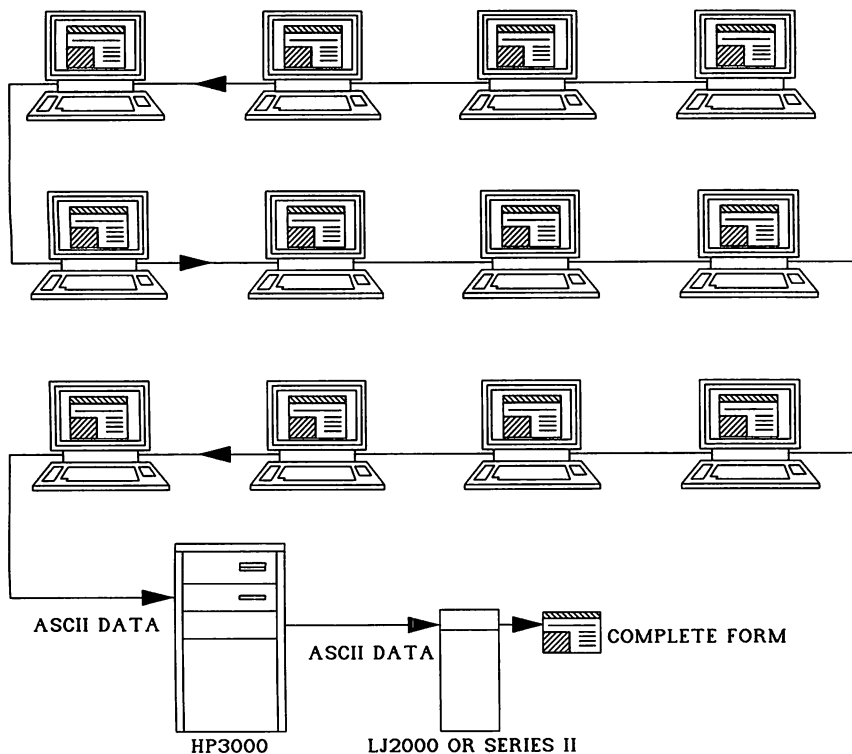 ASCII DATA
ASCII DATA
COMPLETE FORM
HP3000
LJ2000 OR SERIES II